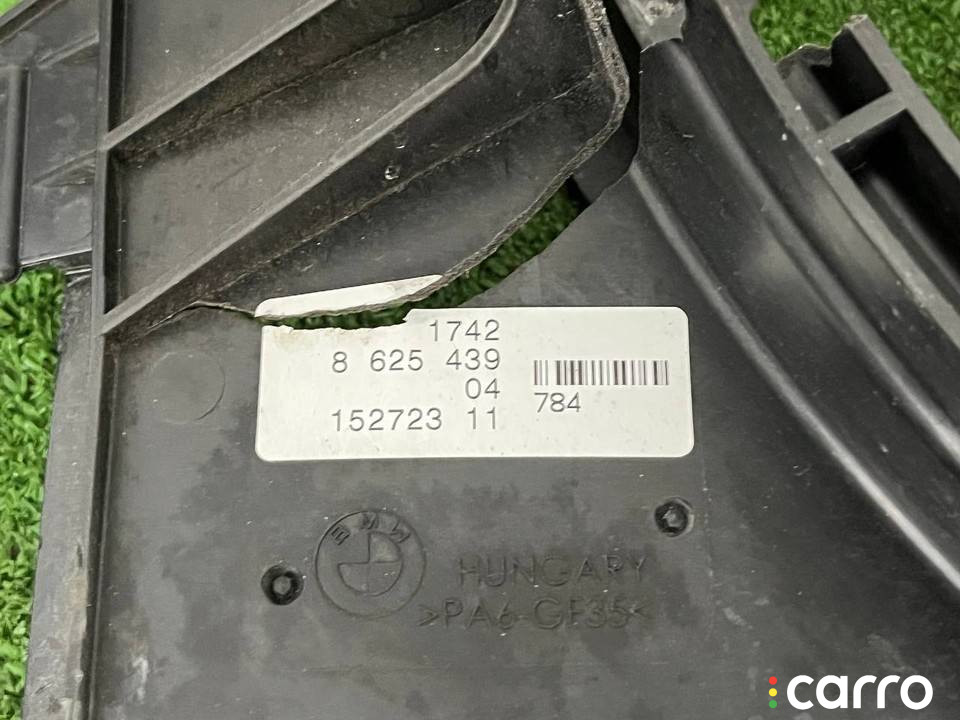 1742
8 625 439
04
152723 11
784
BMW
HUNGARY
>PA6-GF35<
carro